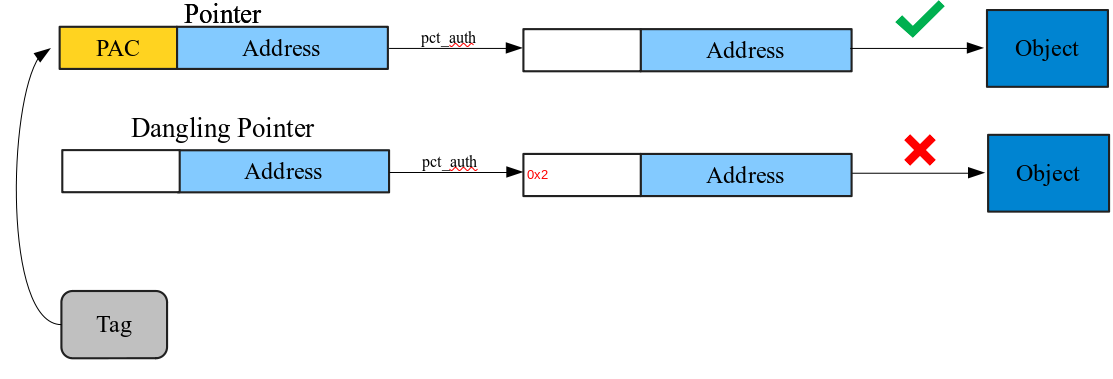 Pointer
PAC
Address
pct_auth
Address
Object
Dangling Pointer
Address
pct_auth
0x2
Address
Object
Tag